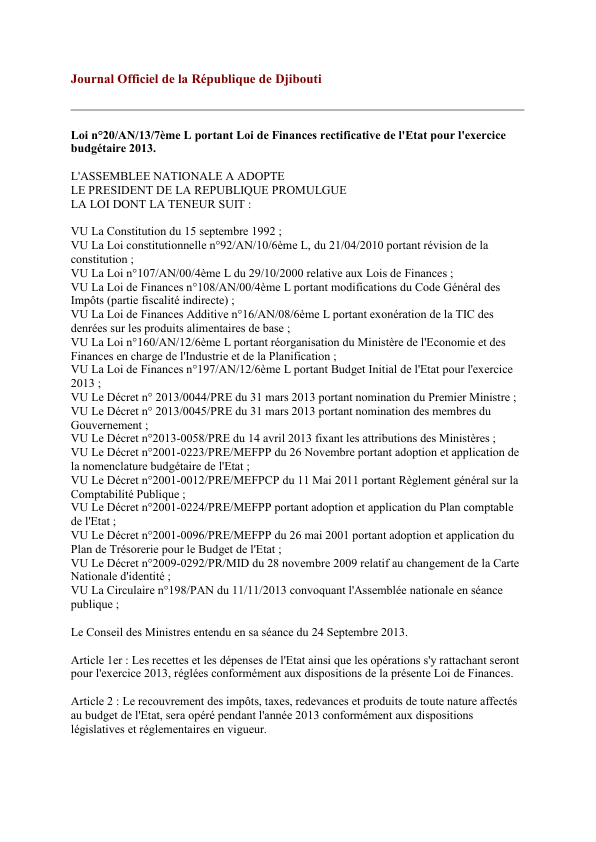 Journal Officiel de la République de Djibouti
Loi n°20/AN/13/7ème L portant Loi de Finances rectificative de l'Etat pour l'exercice
budgétaire 2013.
L'ASSEMBLEE NATIONALE A ADOPTE
LE PRESIDENT DE LA REPUBLIQUE PROMULGUE
LA LOI DONT LA TENEUR SUIT :
VU La Constitution du 15 septembre 1992 ;
VU La Loi constitutionnelle n°92/AN/10/6ème L, du 21/04/2010 portant révision de la
constitution ;
VU La Loi n°107/AN/00/4ème L du 29/10/2000 relative aux Lois de Finances ;
VU La Loi de Finances n°108/AN/00/4ème L portant modifications du Code Général des
Impôts (partie fiscalité indirecte) ;
VU La Loi de Finances Additive n°16/AN/08/6ème L portant exonération de la TIC des
denrées sur les produits alimentaires de base ;
VU La Loi n°160/AN/12/6ème L portant réorganisation du Ministère de l'Economie et des
Finances en charge de l'Industrie et de la Planification ;
VU La Loi de Finances n°197/AN/12/6ème L portant Budget Initial de l'Etat pour l'exercice
2013 ;
VU Le Décret n° 2013/0044/PRE du 31 mars 2013 portant nomination du Premier Ministre ;
VU Le Décret n° 2013/0045/PRE du 31 mars 2013 portant nomination des membres du
Gouvernement ;
VU Le Décret n°2013-0058/PRE du 14 avril 2013 fixant les attributions des Ministères ;
VU Le Décret n°2001-0223/PRE/MEFPP du 26 Novembre portant adoption et application de
la nomenclature budgétaire de l'Etat ;
VU Le Décret n°2001-0012/PRE/MEFPCP du 11 Mai 2011 portant Règlement général sur la
Comptabilité Publique ;
VU Le Décret n°2001-0224/PRE/MEFPP portant adoption et application du Plan comptable
de l'Etat ;
VU Le Décret n°2001-0096/PRE/MEFPP du 26 mai 2001 portant adoption et application du
Plan de Trésorerie pour le Budget de l'Etat ;
VU Le Décret n°2009-0292/PR/MID du 28 novembre 2009 relatif au changement de la Carte
Nationale d'identité ;
VU La Circulaire n°198/PAN du 11/11/2013 convoquant l'Assemblée nationale en séance
publique ;
Le Conseil des Ministres entendu en sa séance du 24 Septembre 2013.
Article 1er : Les recettes et les dépenses de l'Etat ainsi que les opérations s'y rattachant seront
pour l'exercice 2013, réglées conformément aux dispositions de la présente Loi de Finances.
Article 2 : Le recouvrement des impôts, taxes, redevances et produits de toute nature affectés
au budget de l'Etat, sera opéré pendant l'année 2013 conformément aux dispositions
législatives et réglementaires en vigueur.